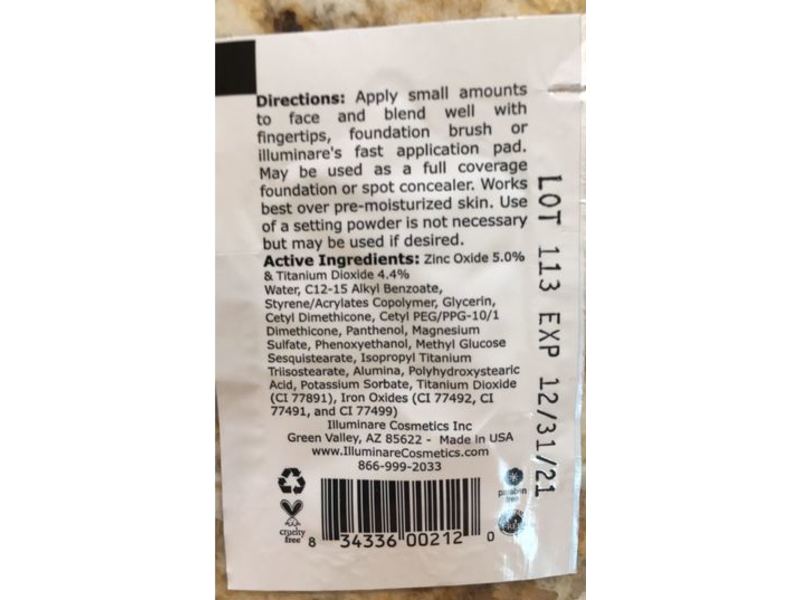 Directions: Apply small amounts
to face and blend well with
fingertips, foundation brush or
illuminare's fast application pad.
May be used as a full coverage
foundation or spot concealer. Works
best over pre-moisturized skin. Use
of a setting powder is not necessary
but may be used if desired.
Active Ingredients: Zinc Oxide 5.0%
& Titanium Dioxide 4.4%
Water, C12-15 Alkyl Benzoate,
Styrene/Acrylates Copolymer, Glycerin,
Cetyl Dimethicone, Cetyl PEG/PPG-10/1
Dimethicone, Panthenol, Magnesium
Sulfate, Phenoxyethanol, Methyl Glucose
Sesquistearate, Isopropyl Titanium
Triisostearate, Alumina, Polyhydroxystearic
Acid, Potassium Sorbate, Titanium Dioxide
(CI 77891), Iron Oxides (CI 77492, CI
77491, and CI 77499)
Illuminare Cosmetics Inc
Green Valley, AZ 85622 - Made in USA
www.IlluminareCosmetics.com
866-999-2033
cruelty
free
paraben
free
8 34336 00212 0
LOT 113 EXP 12/31/21